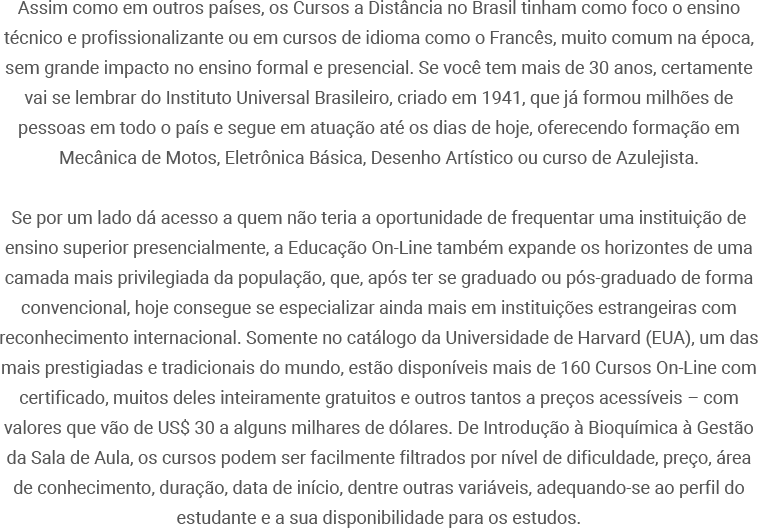 Assim como em outros países, os Cursos a Distância no Brasil tinham como foco o ensino
técnico e profissionalizante ou em cursos de idioma como o Francês, muito comum na época,
sem grande impacto no ensino formal e presencial. Se você tem mais de 30 anos, certamente
vai se lembrar do Instituto Universal Brasileiro, criado em 1941, que já formou milhões de
pessoas em todo o país e segue em atuação até os dias de hoje, oferecendo formação em
Mecânica de Motos, Eletrônica Básica, Desenho Artístico ou curso de Azulejista.
Se por um lado dá acesso a quem não teria a oportunidade de frequentar uma instituição de
ensino superior presencialmente, a Educação On-Line também expande os horizontes de uma
camada mais privilegiada da população, que, após ter se graduado ou pós-graduado de forma
convencional, hoje consegue se especializar ainda mais em instituições estrangeiras com
reconhecimento internacional. Somente no catálogo da Universidade de Harvard (EUA), um das
mais prestigiadas e tradicionais do mundo, estão disponíveis mais de 160 Cursos On-Line com
certificado, muitos deles inteiramente gratuitos e outros tantos a preços acessíveis – com
valores que vão de US$ 30 a alguns milhares de dólares. De Introdução à Bioquímica à Gestão
da Sala de Aula, os cursos podem ser facilmente filtrados por nível de dificuldade, preço, área
de conhecimento, duração, data de início, dentre outras variáveis, adequando-se ao perfil do
estudante e a sua disponibilidade para os estudos.